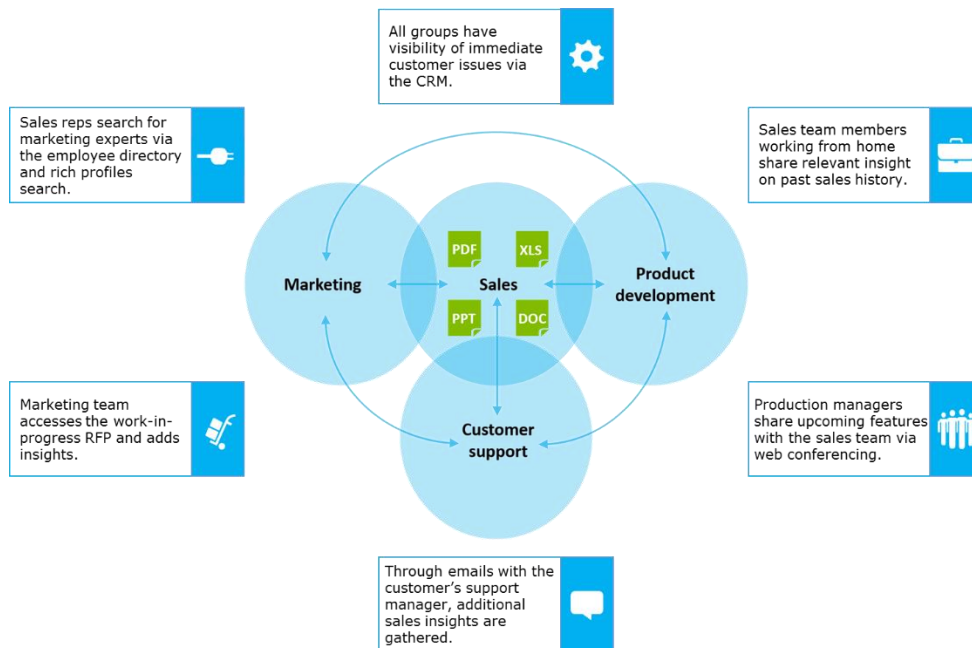 All groups have
visibility of immediate
customer issues via
the CRM.
Sales reps search for
marketing experts via
the employee directory
and rich profiles
search.
Sales team members
working from home
share relevant insight
on past sales history.
PDF
XLS
Marketing
Sales
Product
development
PPT
DOC
Customer
support
Marketing team
accesses the work-in-
progress RFP and adds
insights.
Production managers
share upcoming features
with the sales team via
web conferencing.
Through emails with the
customer’s support
manager, additional
sales insights are
gathered.